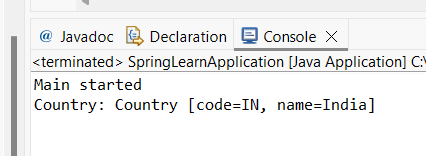 @ Javadoc Declaration Console
<terminated> SpringLearnApplication [Java Application] C:\
Main started
Country: Country [code=IN, name=India]